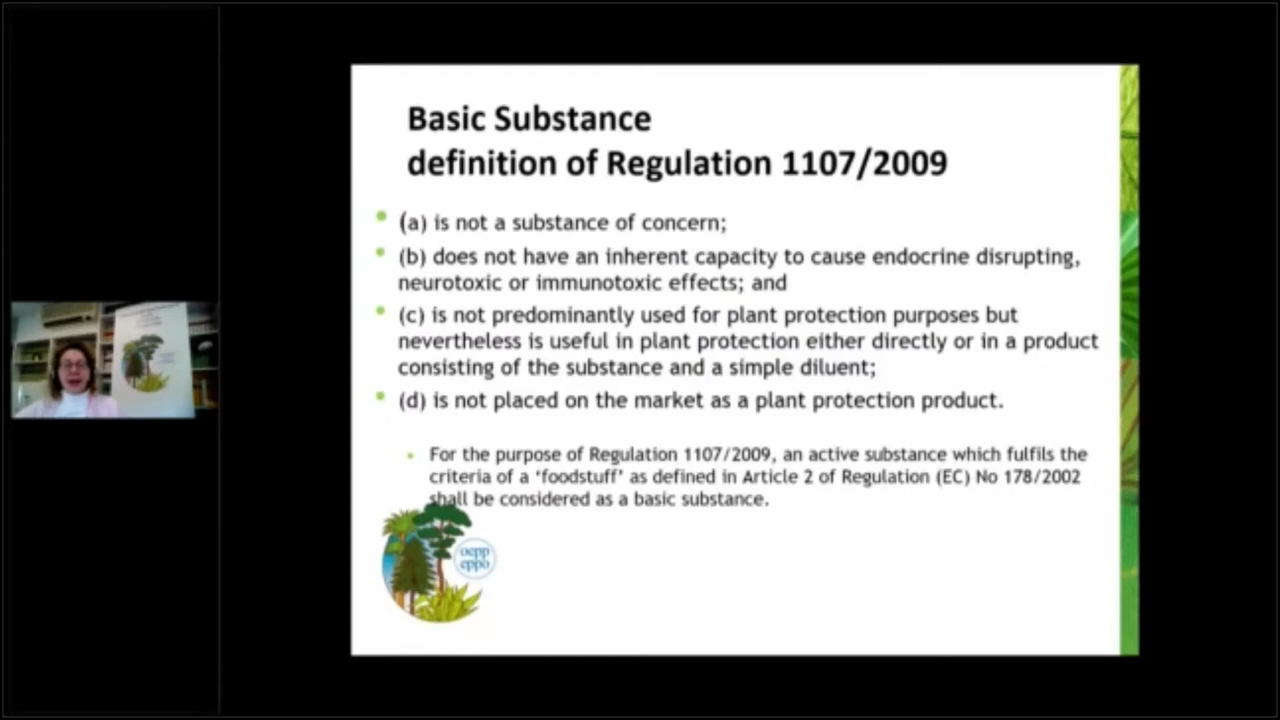 Basic Substance
definition of Regulation 1107/2009
(a) is not a substance of concern;
(b) does not have an inherent capacity to cause endocrine disrupting,
neurotoxic or immunotoxic effects; and
(c) is not predominantly used for plant protection purposes but
nevertheless is useful in plant protection either directly or in a product
consisting of the substance and a simple diluent;
(d) is not placed on the market as a plant protection product.
For the purpose of Regulation 1107/2009, an active substance which fulfils the
criteria of a ‘foodstuff’ as defined in Article 2 of Regulation (EC) No 178/2002
shall be considered as a basic substance.
oepp
eppo